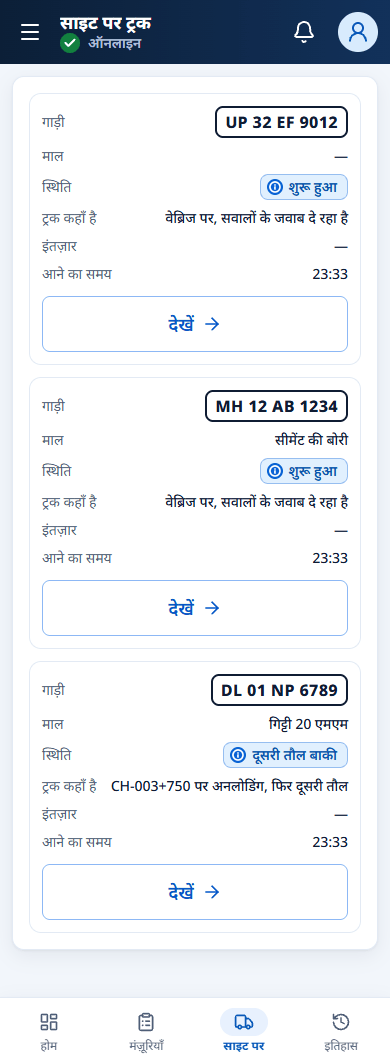 साइट पर ट्रक
ऑनलाइन
गाड़ी UP 32 EF 9012
माल —
स्थिति शुरू हुआ
ट्रक कहाँ है वेब्रिज पर, सवालों के जवाब दे रहा है
इंतज़ार —
आने का समय 23:33
देखें →
गाड़ी MH 12 AB 1234
माल सीमेंट की बोरी
स्थिति शुरू हुआ
ट्रक कहाँ है वेब्रिज पर, सवालों के जवाब दे रहा है
इंतज़ार —
आने का समय 23:33
देखें →
गाड़ी DL 01 NP 6789
माल गिट्टी 20 एमएम
स्थिति दूसरी तौल बाकी
ट्रक कहाँ है CH-003+750 पर अनलोडिंग, फिर दूसरी तौल
इंतज़ार —
आने का समय 23:33
देखें →
होम मंज़ूरियाँ साइट पर इतिहास